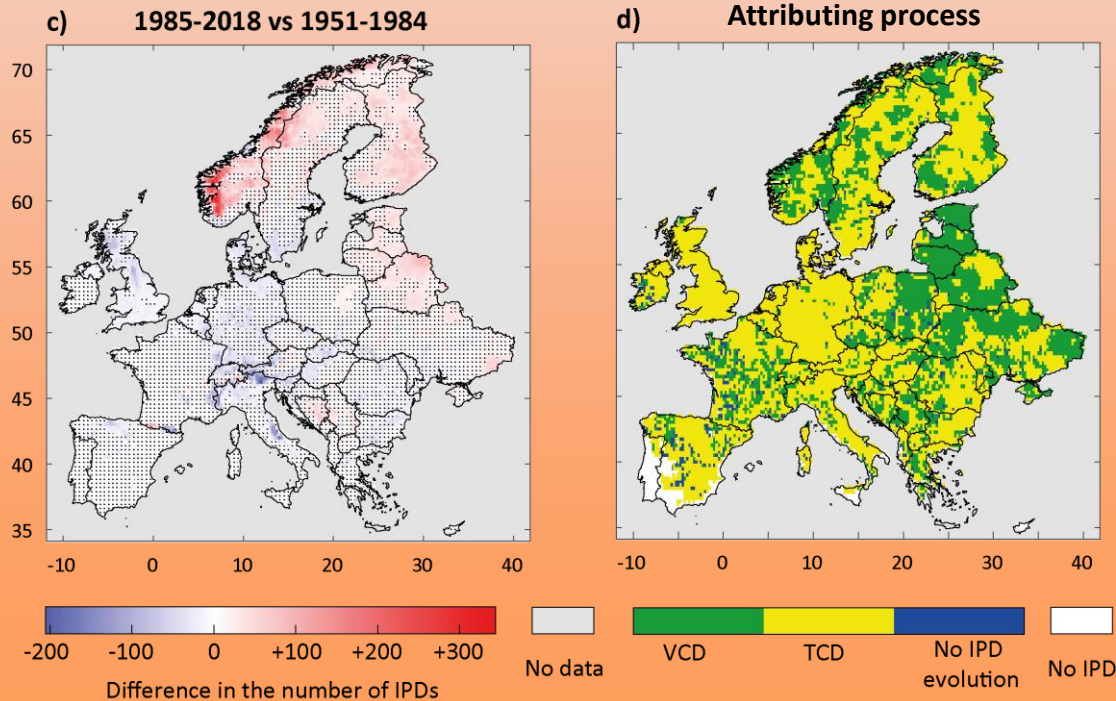 c) 1985-2018 vs 1951-1984
70
65
60
55
50
45
40
35
-10 0 10 20 30 40
-200 -100 0 +100 +200 +300
Difference in the number of IPDs
No data
d) Attributing process
-10 0 10 20 30 40
VCD TCD No IPD
evolution
No IPD